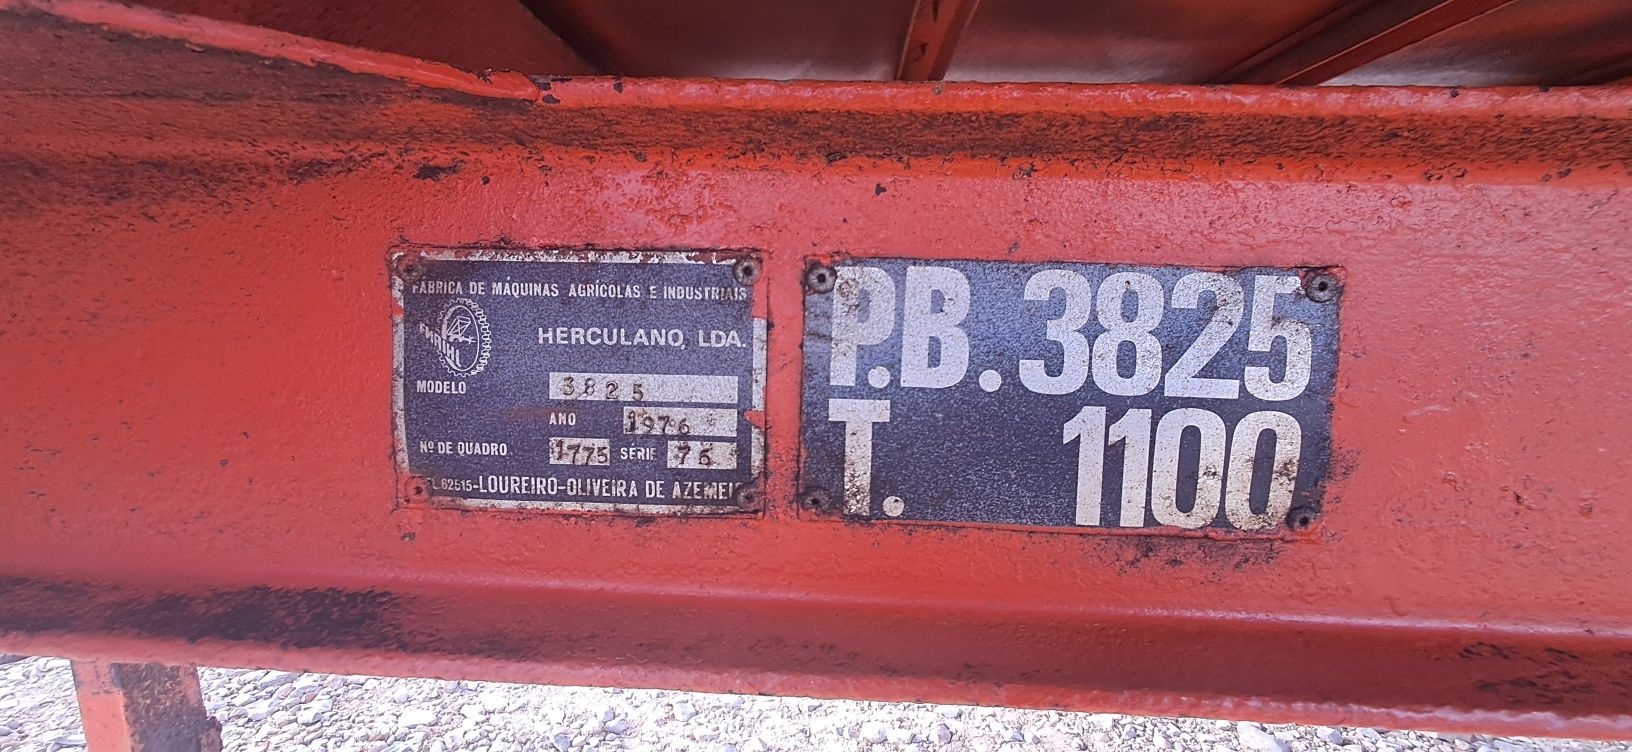 FÁBRICA DE MÁQUINAS AGRÍCOLAS E INDUSTRIAIS
FMAIHL
HERCULANO, LDA.
MODELO 3825
ANO 1976
Nº DE QUADRO 1775 SÉRIE 76
62515-LOUREIRO-OLIVEIRA DE AZEMEIS
P.B. 3825
T. 1100